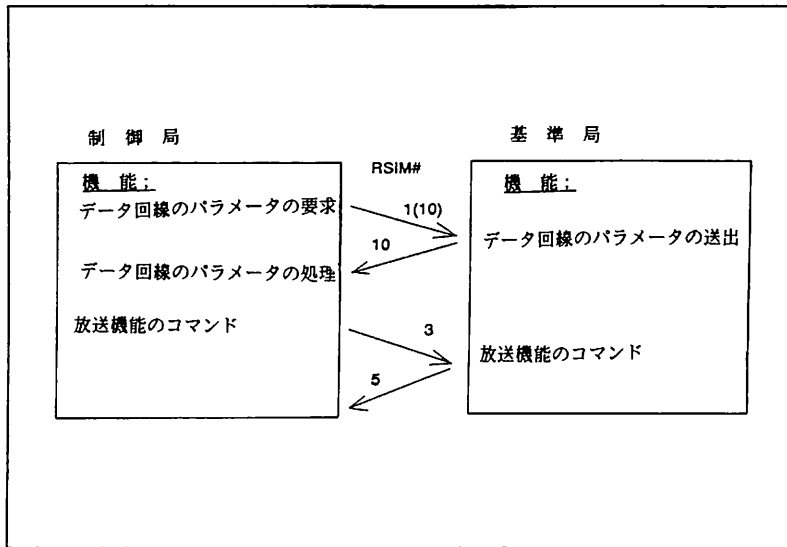 制 御 局
基 準 局
RSIM#
機 能；
データ回線のパラメータの要求
1(10)
10
データ回線のパラメータの処理
放送機能のコマンド
3
5
機 能；
データ回線のパラメータの送出
放送機能のコマンド